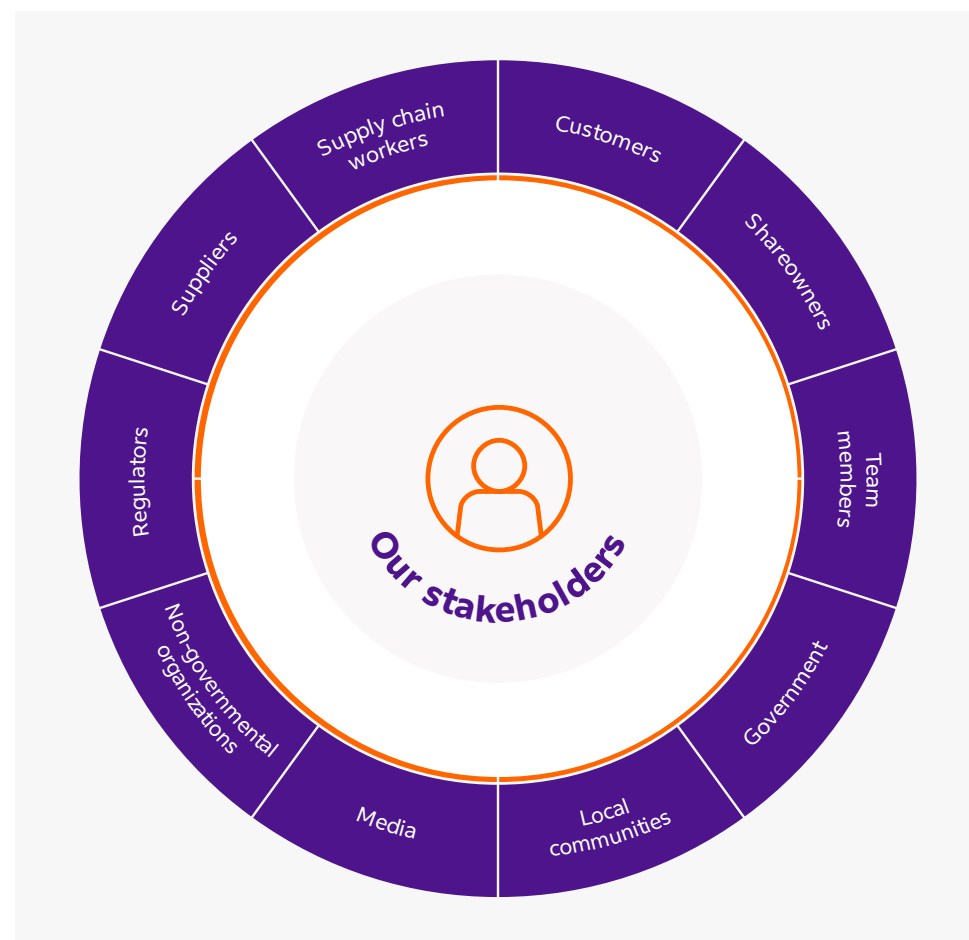 Customers
Shareowners
Team
members
Government
Local
communities
Media
Non-governmental
organizations
Regulators
Suppliers
Supply chain
workers
Our stakeholders